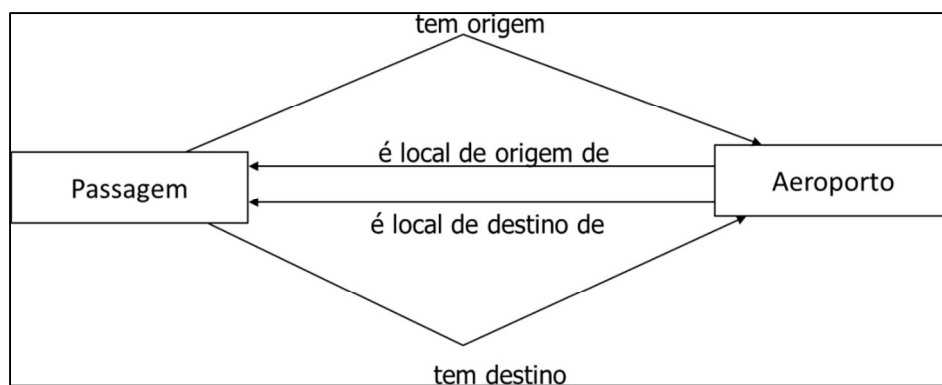 tem origem
é local de origem de
Passagem
Aeroporto
é local de destino de
tem destino